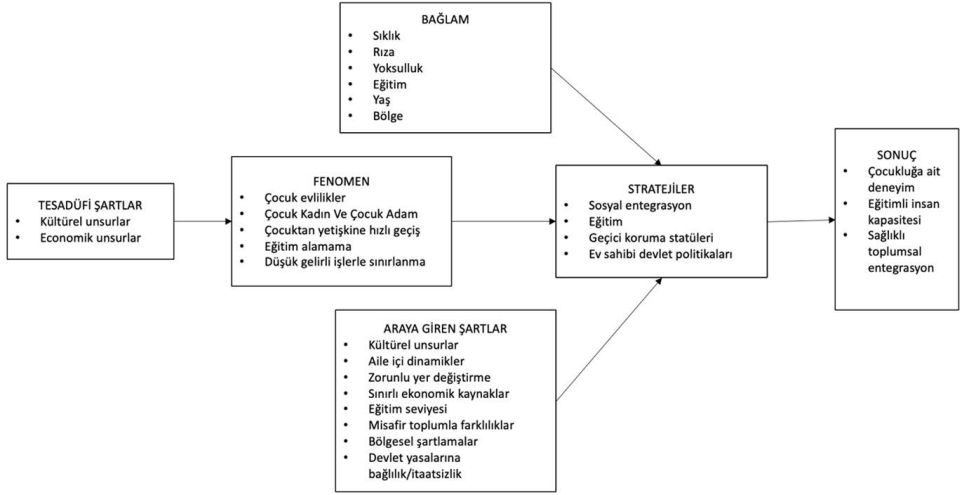 BAĞLAM
• Sıklık
• Rıza
• Yoksulluk
• Eğitim
• Yaş
• Bölge
TESADÜFİ ŞARTLAR
• Kültürel unsurlar
• Economik unsurlar
FENOMEN
• Çocuk evlilikler
• Çocuk Kadın Ve Çocuk Adam
• Çocuktan yetişkine hızlı geçiş
• Eğitim alamama
• Düşük gelirli işlerle sınırlanma
STRATEJİLER
• Sosyal entegrasyon
• Eğitim
• Geçici koruma statüleri
• Ev sahibi devlet politikaları
SONUÇ
• Çocukluğa ait
deneyim
• Eğitimli insan
kapasitesi
• Sağlıklı
toplumsal
entegrasyon
ARAYA GİREN ŞARTLAR
• Kültürel unsurlar
• Aile içi dinamikler
• Zorunlu yer değiştirme
• Sınırlı ekonomik kaynaklar
• Eğitim seviyesi
• Misafir toplumla farklılıklar
• Bölgesel şartlamalar
• Devlet yasalarına
bağlılık/itaatsizlik